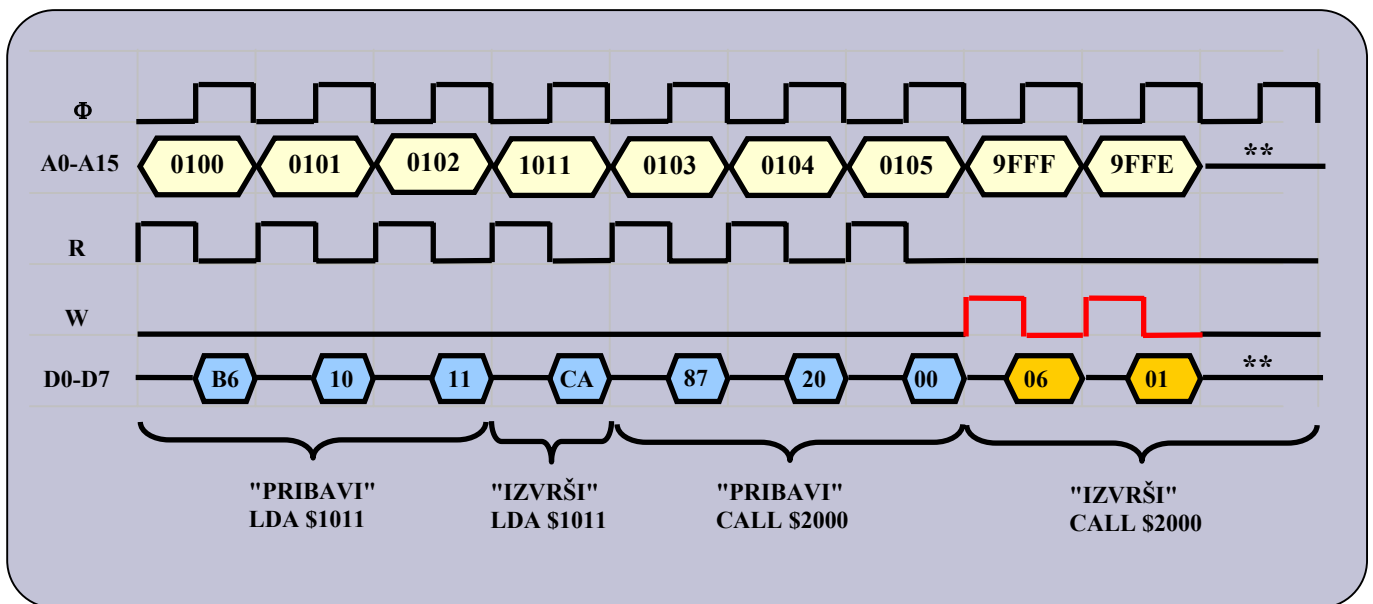 Φ
A0-A15 0100 0101 0102 1011 0103 0104 0105 9FFF 9FFE **
R
W
D0-D7 B6 10 11 CA 87 20 00 06 01 **
"PRIBAVI" "IZVRŠI" "PRIBAVI" "IZVRŠI"
LDA $1011 LDA $1011 CALL $2000 CALL $2000